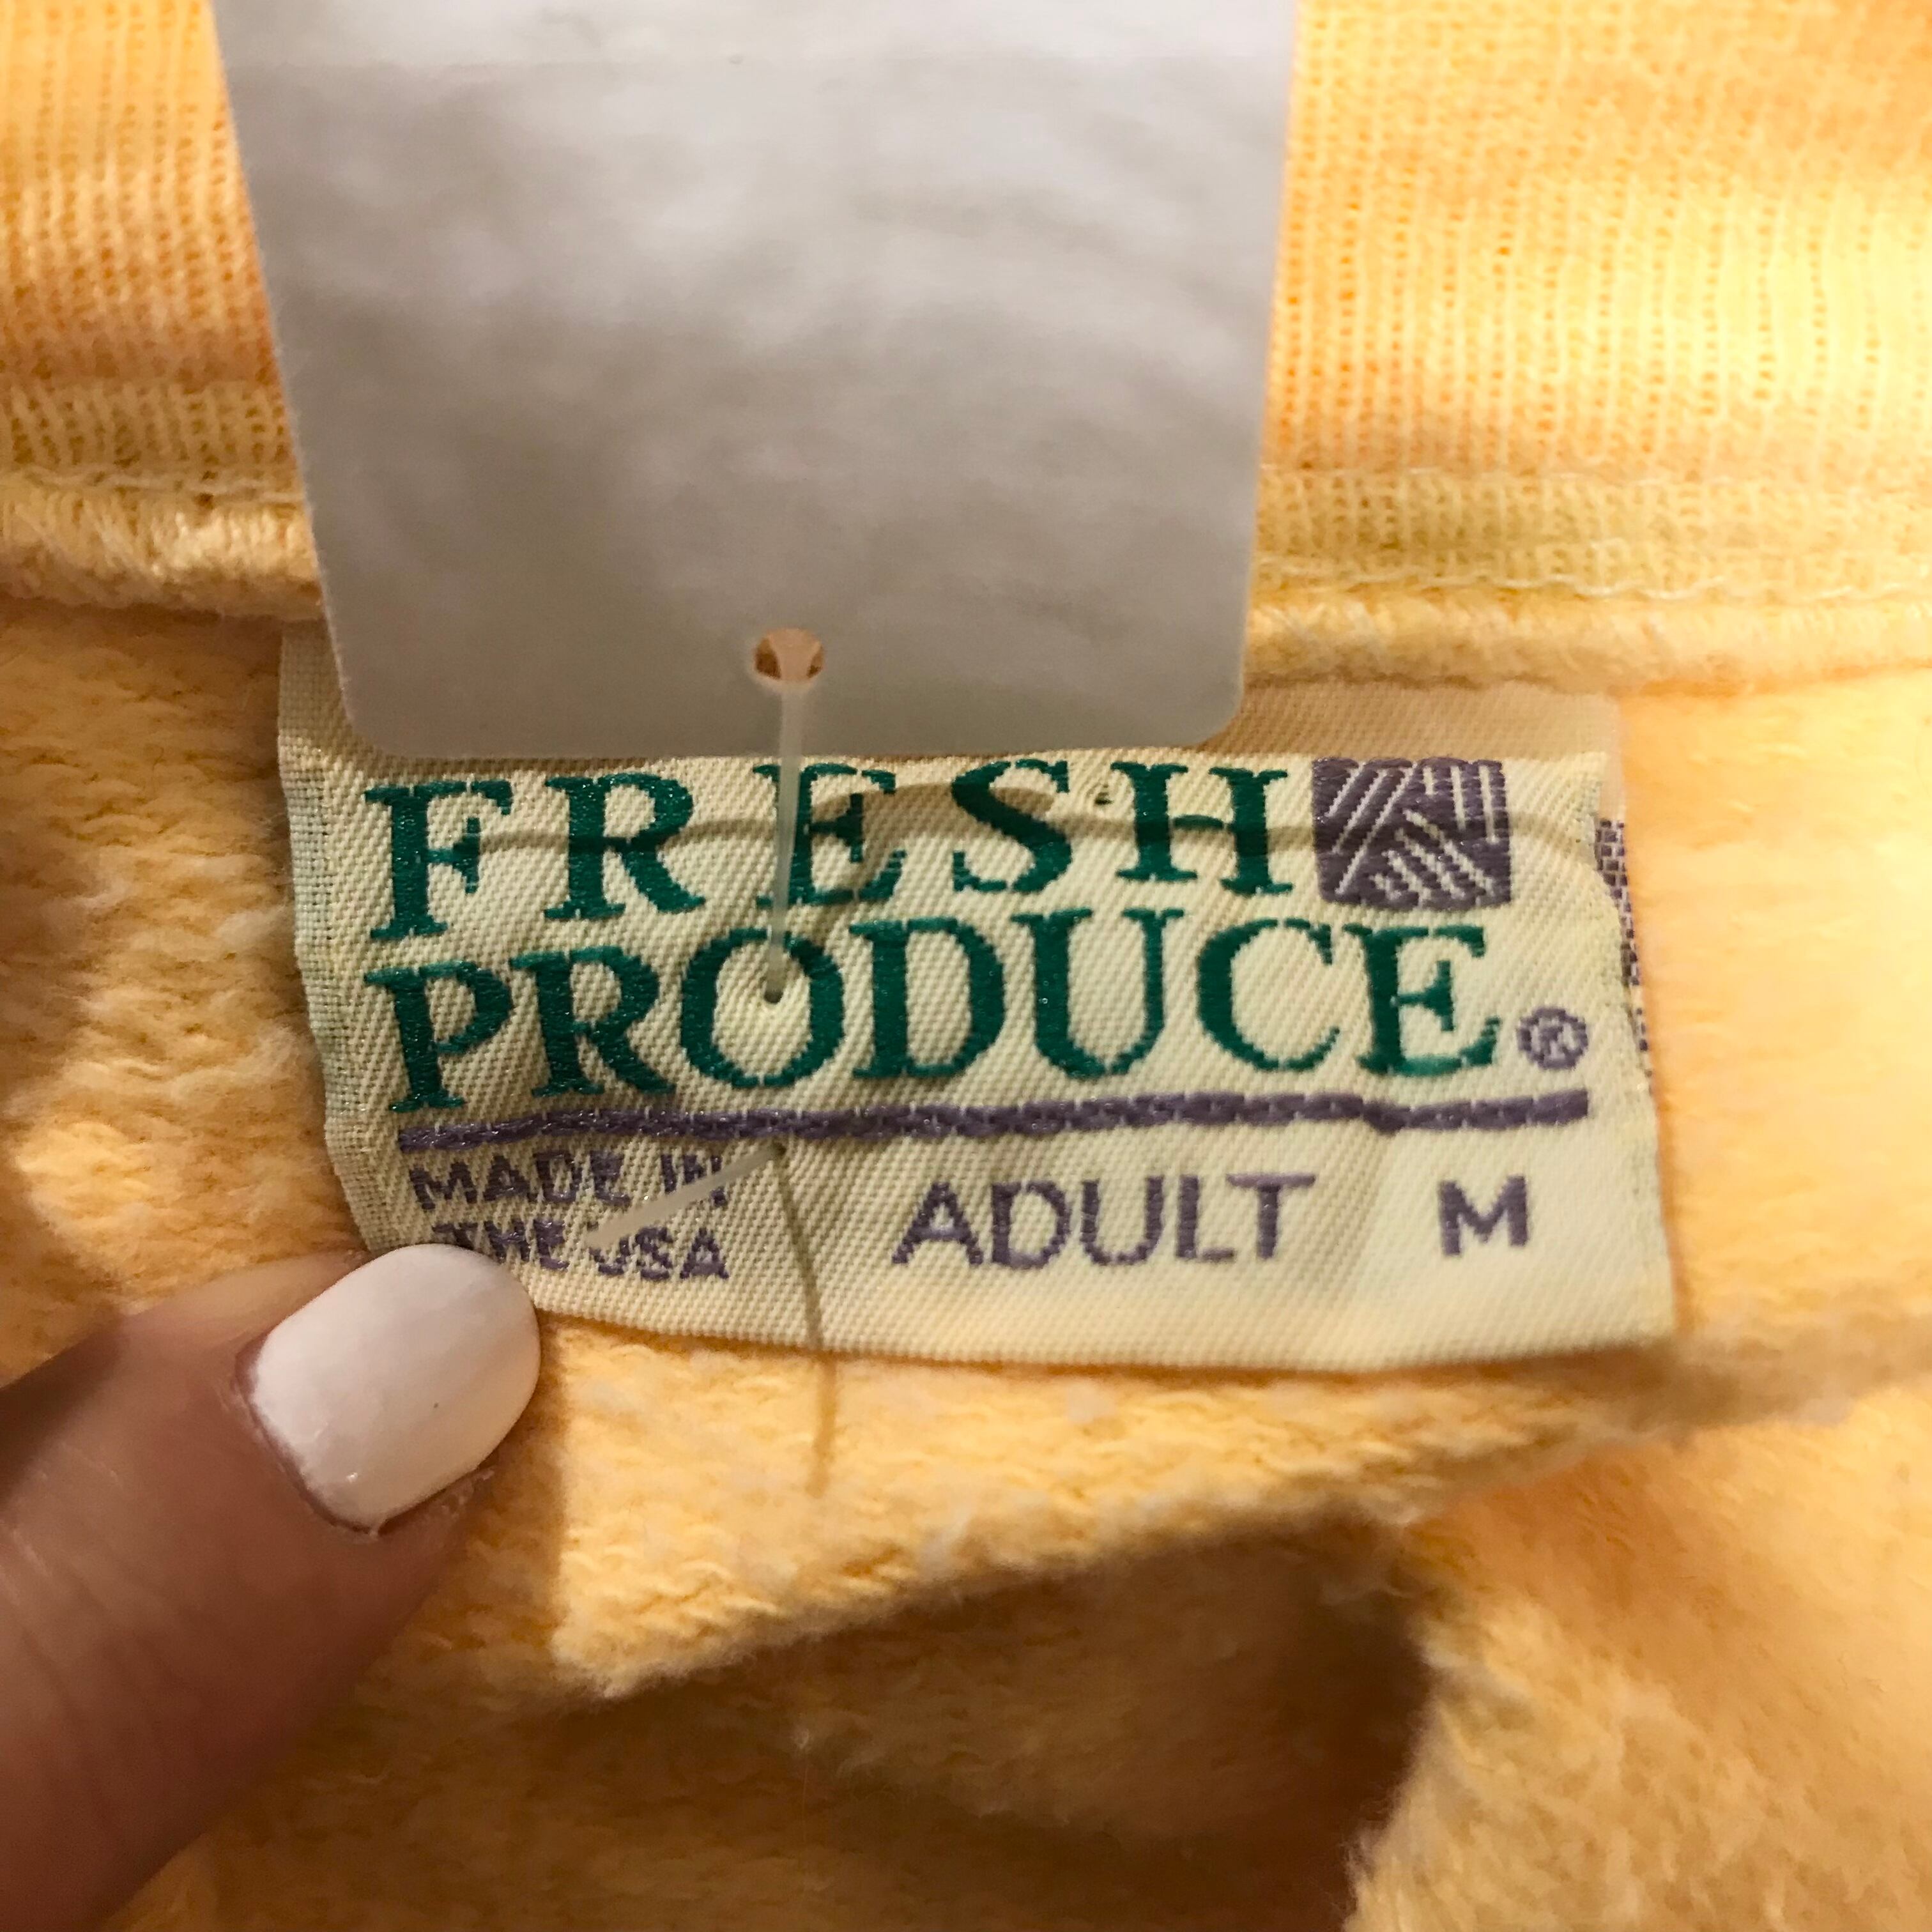 FRESH
PRODUCE®
MADE IN
THE USA
ADULT M